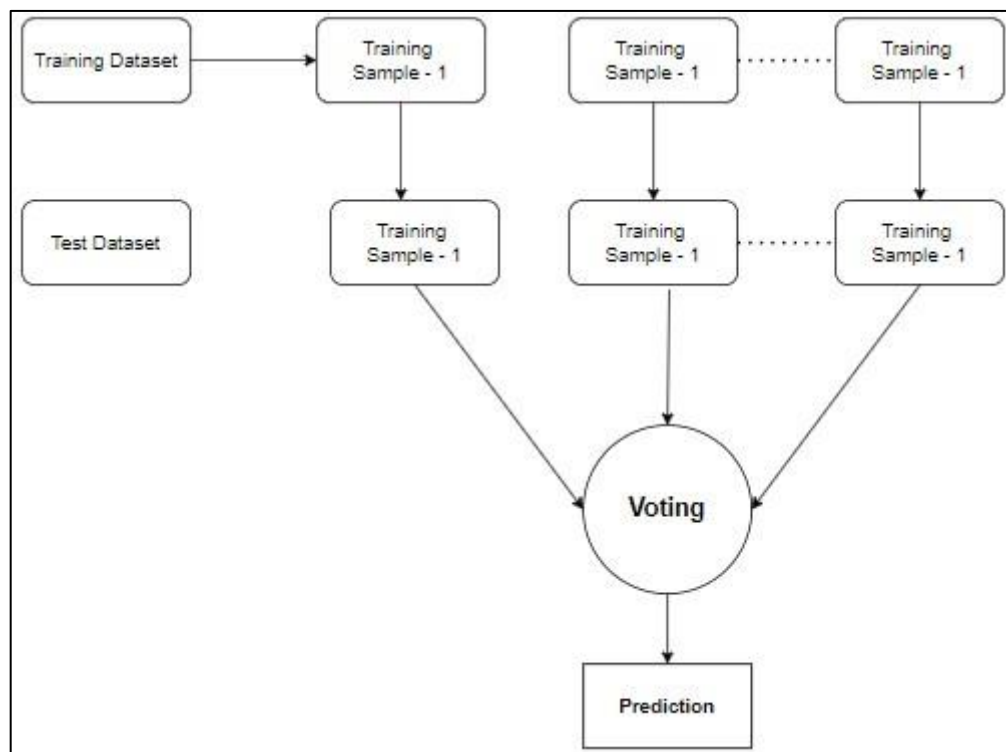 Training Dataset
Training
Sample - 1
Training
Sample - 1
Training
Sample - 1
Test Dataset
Training
Sample - 1
Training
Sample - 1
Training
Sample - 1
Voting
Prediction